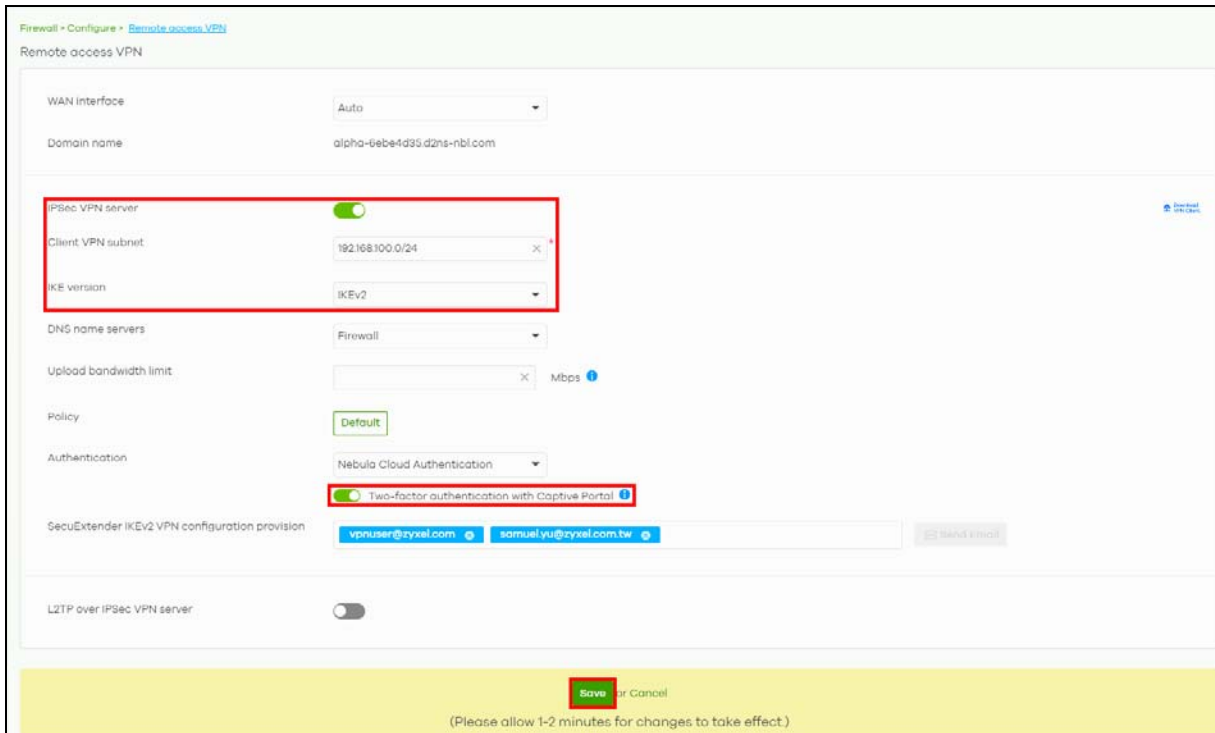 Firewall > Configure > Remote access VPN
Remote access VPN
WAN interface
Auto
Domain name
alpha-6ebe4d35.d2ns-nbl.com
IPSec VPN server
Download
VPN Client
Client VPN subnet
192.168.100.0/24 × *
IKE version
IKEv2
DNS name servers
Firewall
Upload bandwidth limit
× Mbps
Policy
Default
Authentication
Nebula Cloud Authentication
Two-factor authentication with Captive Portal
SecuExtender IKEv2 VPN configuration provision
vpnuser@zyxel.com samuel.yu@zyxel.com.tw
Send Email
L2TP over IPSec VPN server
Save or Cancel
(Please allow 1-2 minutes for changes to take effect.)